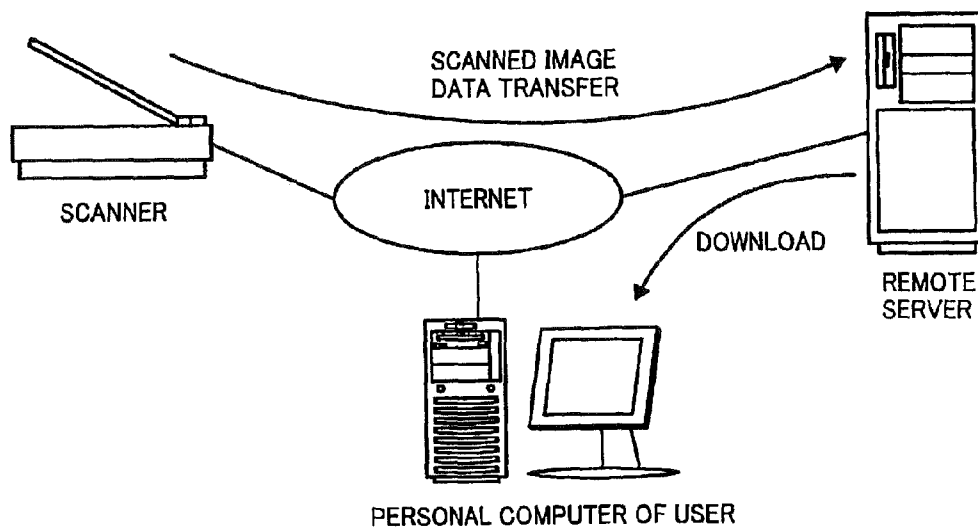 SCANNED IMAGE
DATA TRANSFER
SCANNER
INTERNET
DOWNLOAD
REMOTE
SERVER
PERSONAL COMPUTER OF USER